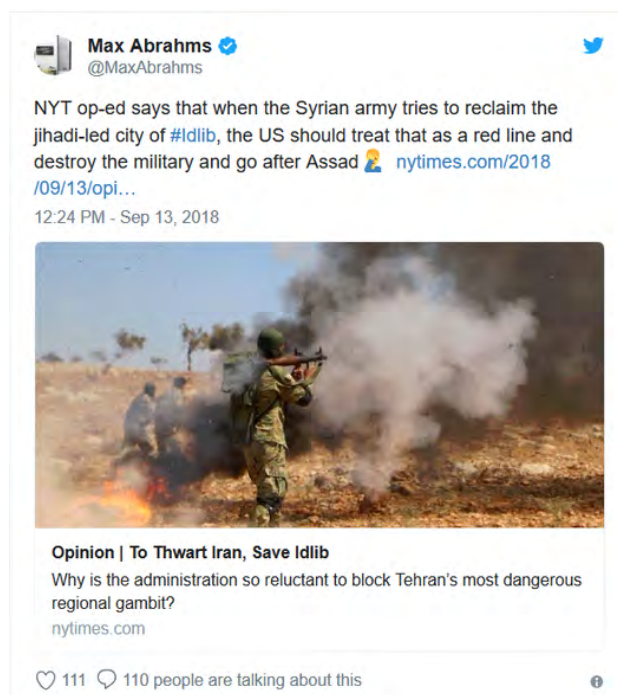 Max Abrahms
@MaxAbrahms
NYT op-ed says that when the Syrian army tries to reclaim the
jihadi-led city of #Idlib, the US should treat that as a red line and
destroy the military and go after Assad 🤦‍♂️ nytimes.com/2018
/09/13/opi…
12:24 PM - Sep 13, 2018
Opinion | To Thwart Iran, Save Idlib
Why is the administration so reluctant to block Tehran’s most dangerous
regional gambit?
nytimes.com
111 110 people are talking about this